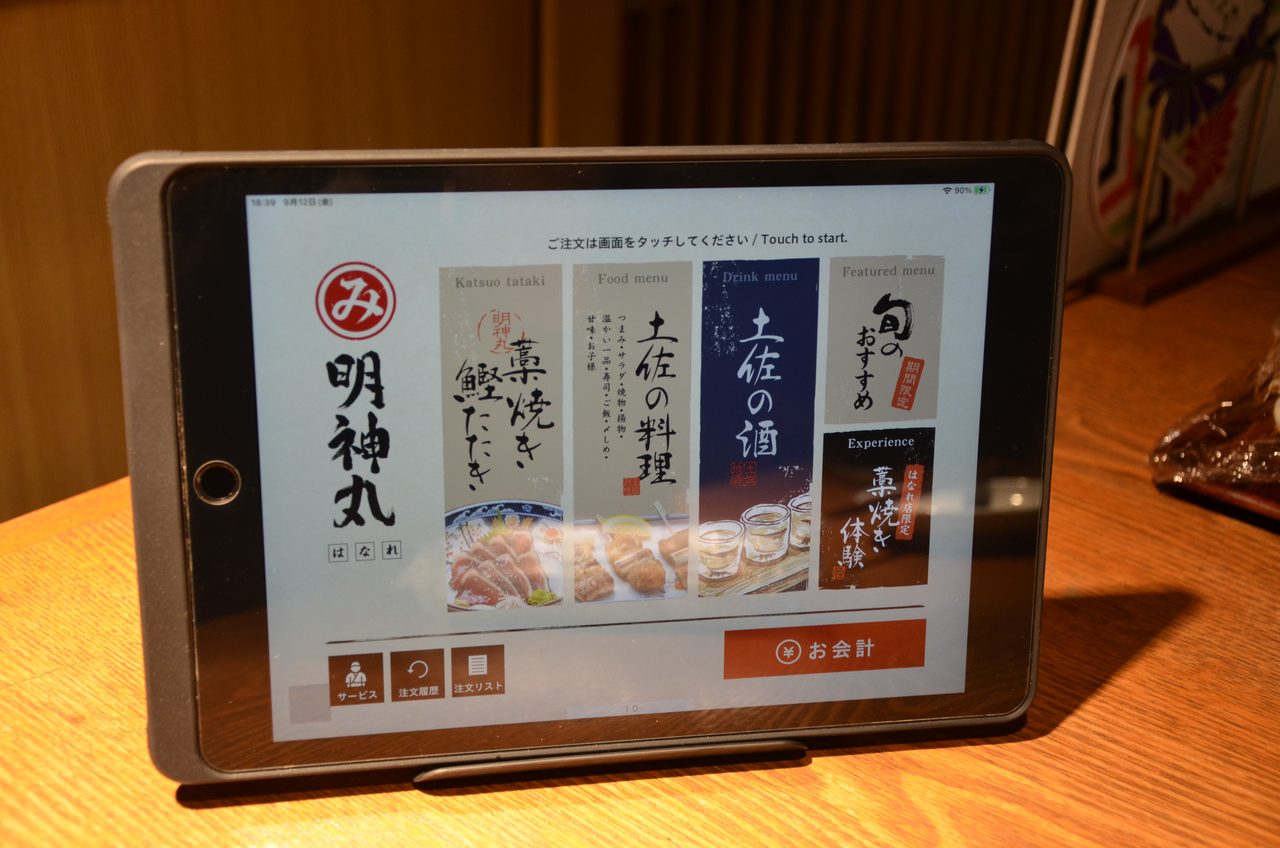 18:39 9月12日(金)
90%
ご注文は画面をタッチしてください / Touch to start.
み
明神丸
はなれ
Katsuo tataki
明神丸
藁焼き
鰹たたき
Food menu
土佐の料理
つまみ・サラダ・焼物・揚物・
温かい一品・寿司・ご飯・〆しめ・
甘味・お子様
Drink menu
土佐の酒
Featured menu
旬の
おすすめ
期間限定
Experience
はなれ店限定
藁焼き
体験
サービス
注文履歴
注文リスト
¥ お会計
10